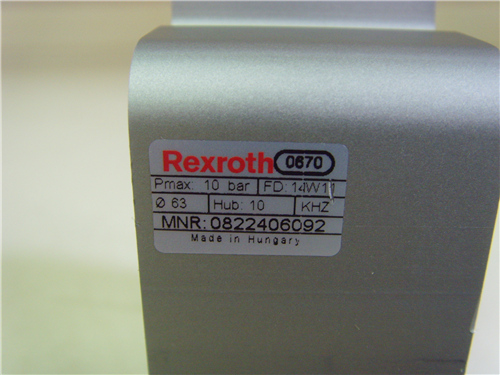 Rexroth 0670
Pmax: 10 bar FD: 14W11
Ø 63 Hub: 10 KHZ
MNR: 0822406092
Made in Hungary